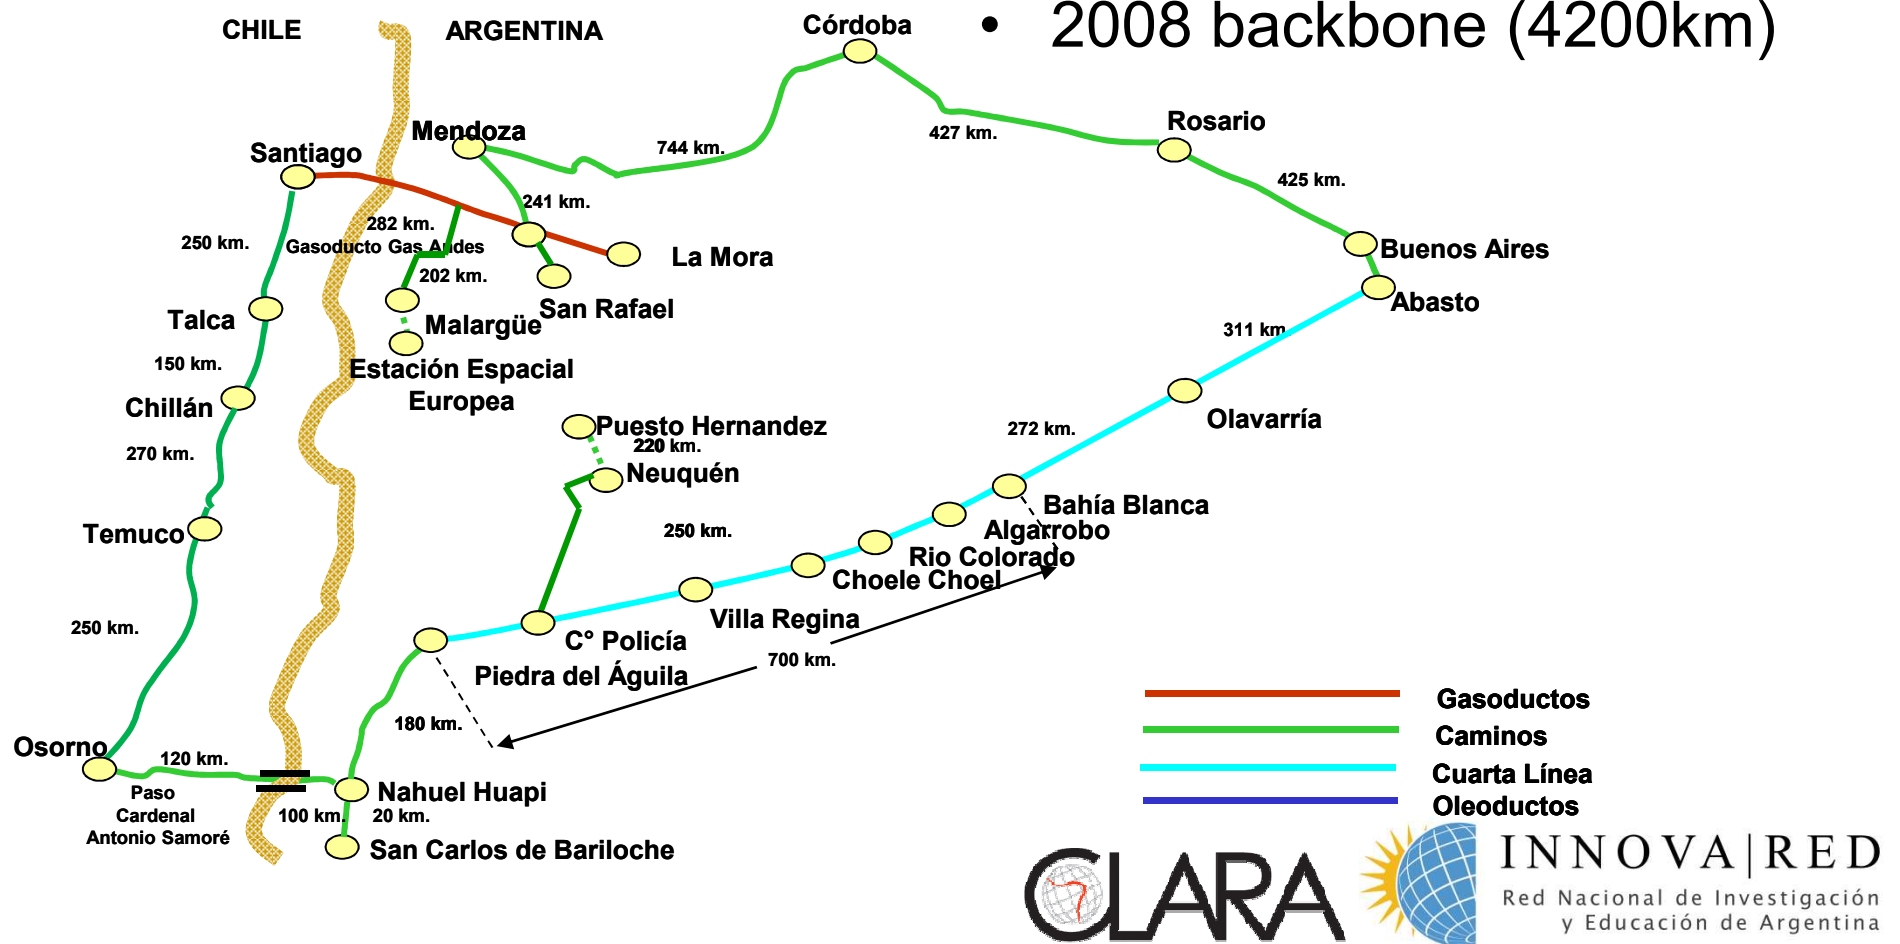 • 2008 backbone (4200km)
CHILE
ARGENTINA
Córdoba
Mendoza
Rosario
Santiago
744 km.
427 km.
425 km.
241 km.
282 km.
Gasoducto Gas Andes
250 km.
La Mora
Buenos Aires
202 km.
Abasto
San Rafael
Talca
Malargüe
311 km
150 km.
Estación Espacial
Europea
Chillán
Olavarría
Puesto Hernandez
272 km.
220 km.
270 km.
Neuquén
Bahía Blanca
Temuco
250 km.
Algarrobo
Rio Colorado
Choele Choel
Villa Regina
250 km.
C° Policía
700 km.
Piedra del Águila
180 km.
Osorno
120 km.
Paso
Cardenal
Antonio Samoré
Nahuel Huapi
100 km.
20 km.
San Carlos de Bariloche
Gasoductos
Caminos
Cuarta Línea
Oleoductos
CLARA
INNOVA|RED
Red Nacional de Investigación
y Educación de Argentina